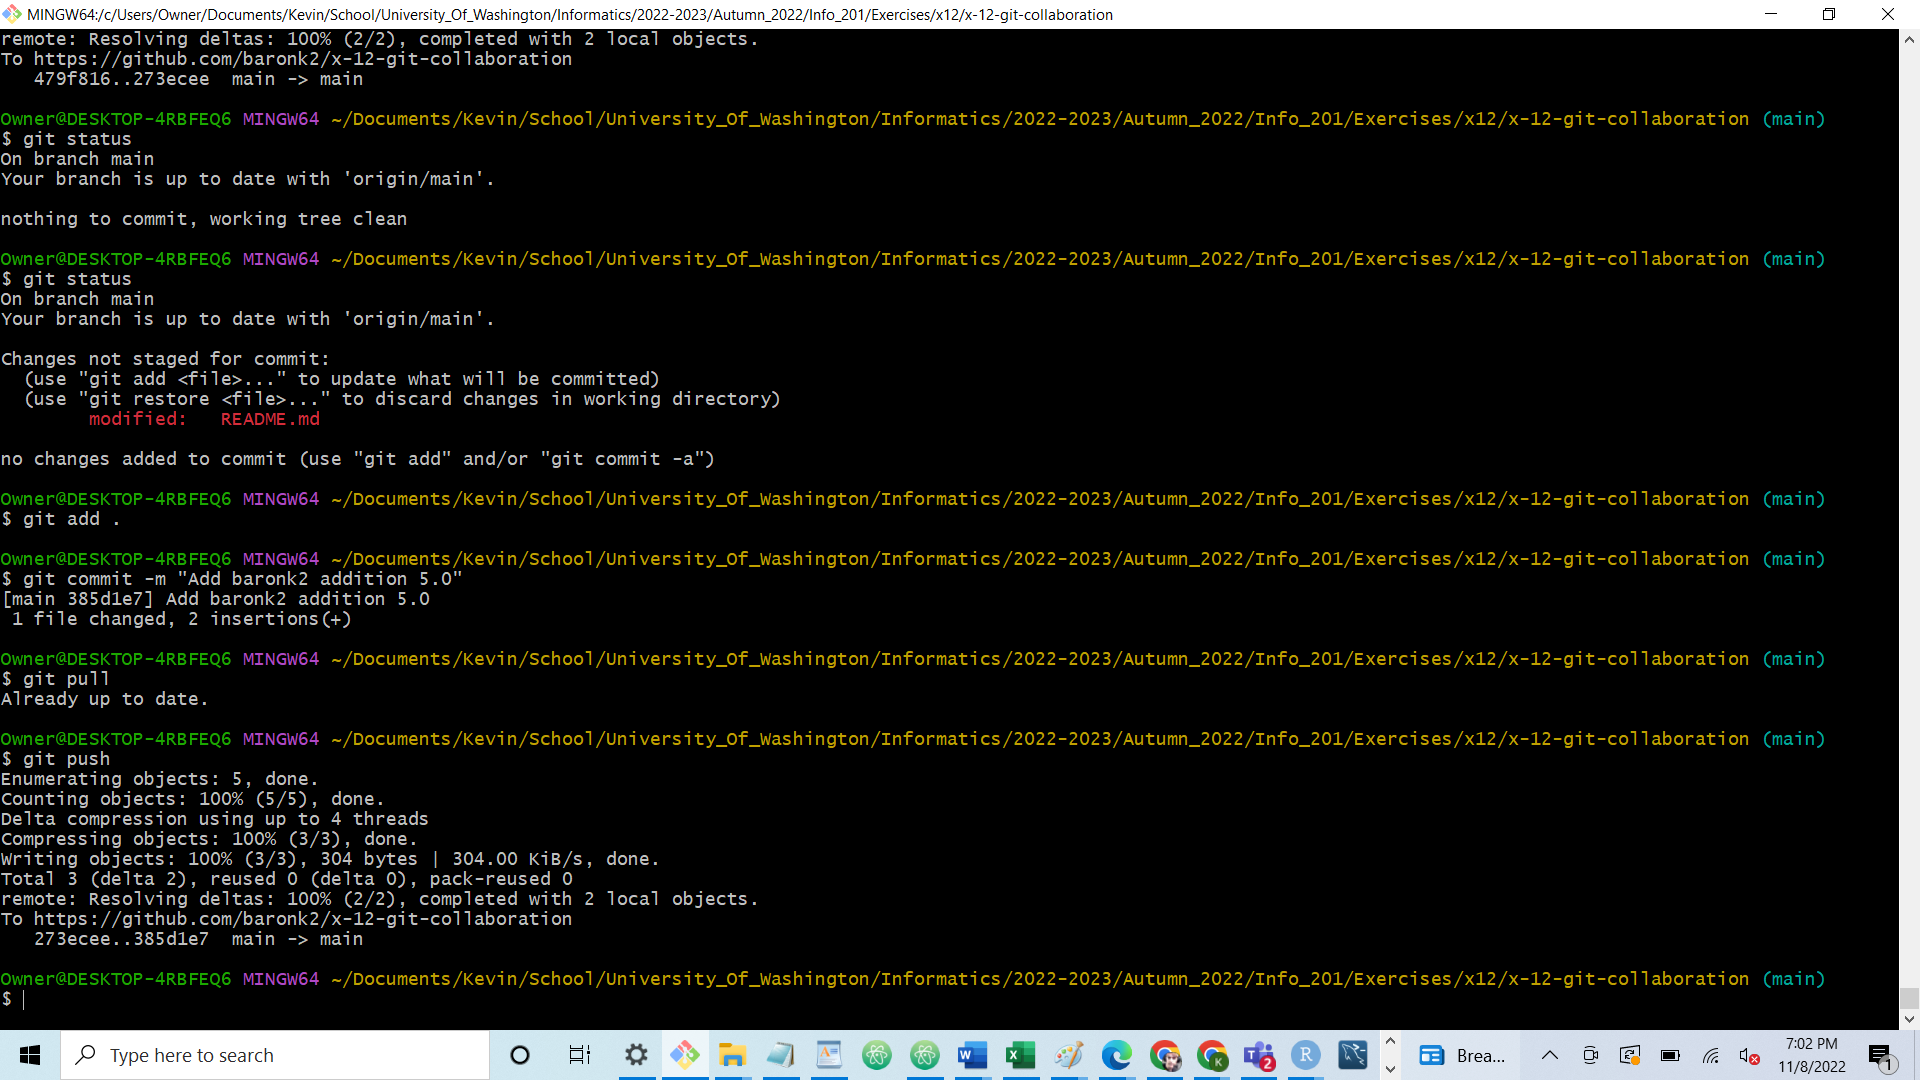 MINGW64:/c/Users/Owner/Documents/Kevin/School/University_Of_Washington/Informatics/2022-2023/Autumn_2022/Info_201/Exercises/x12/x-12-git-collaboration
remote: Resolving deltas: 100% (2/2), completed with 2 local objects.
To https://github.com/baronk2/x-12-git-collaboration
   479f816..273ecee  main -> main
Owner@DESKTOP-4RBFEQ6 MINGW64 ~/Documents/Kevin/School/University_Of_Washington/Informatics/2022-2023/Autumn_2022/Info_201/Exercises/x12/x-12-git-collaboration (main)
$ git status
On branch main
Your branch is up to date with 'origin/main'.
nothing to commit, working tree clean
Owner@DESKTOP-4RBFEQ6 MINGW64 ~/Documents/Kevin/School/University_Of_Washington/Informatics/2022-2023/Autumn_2022/Info_201/Exercises/x12/x-12-git-collaboration (main)
$ git status
On branch main
Your branch is up to date with 'origin/main'.
Changes not staged for commit:
  (use "git add <file>..." to update what will be committed)
  (use "git restore <file>..." to discard changes in working directory)
        modified:   README.md
no changes added to commit (use "git add" and/or "git commit -a")
Owner@DESKTOP-4RBFEQ6 MINGW64 ~/Documents/Kevin/School/University_Of_Washington/Informatics/2022-2023/Autumn_2022/Info_201/Exercises/x12/x-12-git-collaboration (main)
$ git add .
Owner@DESKTOP-4RBFEQ6 MINGW64 ~/Documents/Kevin/School/University_Of_Washington/Informatics/2022-2023/Autumn_2022/Info_201/Exercises/x12/x-12-git-collaboration (main)
$ git commit -m "Add baronk2 addition 5.0"
[main 385d1e7] Add baronk2 addition 5.0
 1 file changed, 2 insertions(+)
Owner@DESKTOP-4RBFEQ6 MINGW64 ~/Documents/Kevin/School/University_Of_Washington/Informatics/2022-2023/Autumn_2022/Info_201/Exercises/x12/x-12-git-collaboration (main)
$ git pull
Already up to date.
Owner@DESKTOP-4RBFEQ6 MINGW64 ~/Documents/Kevin/School/University_Of_Washington/Informatics/2022-2023/Autumn_2022/Info_201/Exercises/x12/x-12-git-collaboration (main)
$ git push
Enumerating objects: 5, done.
Counting objects: 100% (5/5), done.
Delta compression using up to 4 threads
Compressing objects: 100% (3/3), done.
Writing objects: 100% (3/3), 304 bytes | 304.00 KiB/s, done.
Total 3 (delta 2), reused 0 (delta 0), pack-reused 0
remote: Resolving deltas: 100% (2/2), completed with 2 local objects.
To https://github.com/baronk2/x-12-git-collaboration
   273ecee..385d1e7  main -> main
Owner@DESKTOP-4RBFEQ6 MINGW64 ~/Documents/Kevin/School/University_Of_Washington/Informatics/2022-2023/Autumn_2022/Info_201/Exercises/x12/x-12-git-collaboration (main)
$
Type here to search
W
X
K
T
2
R
Brea...
7:02 PM
11/8/2022
1